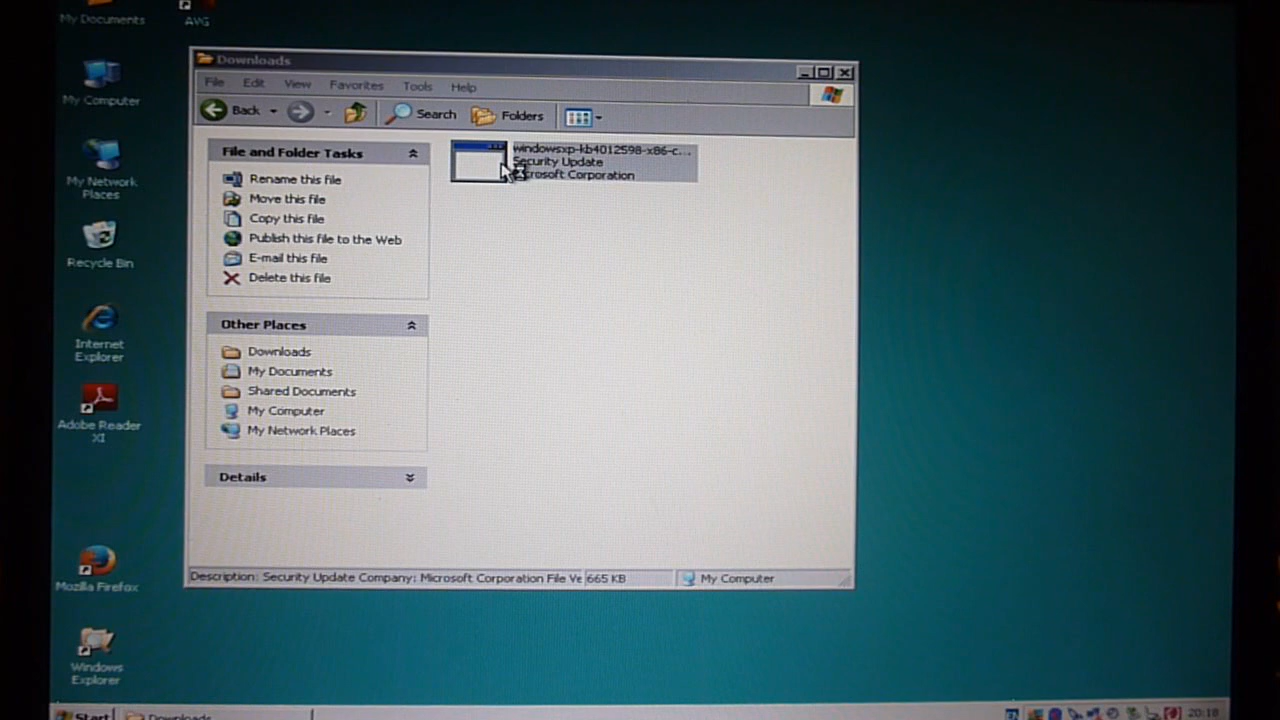 My Documents
AVG
My Computer
My Network
Places
Recycle Bin
Internet
Explorer
Adobe Reader
XI
Mozilla Firefox
Windows
Explorer
Downloads
File Edit View Favorites Tools Help
Back Search Folders
File and Folder Tasks
Rename this file
Move this file
Copy this file
Publish this file to the Web
E-mail this file
Delete this file
Other Places
Downloads
My Documents
Shared Documents
My Computer
My Network Places
Details
windowsxp-kb4012598-x86-c...
Security Update
crosoft Corporation
Description: Security Update Company: Microsoft Corporation File Ve 665 KB My Computer
Start Downloads 20:18